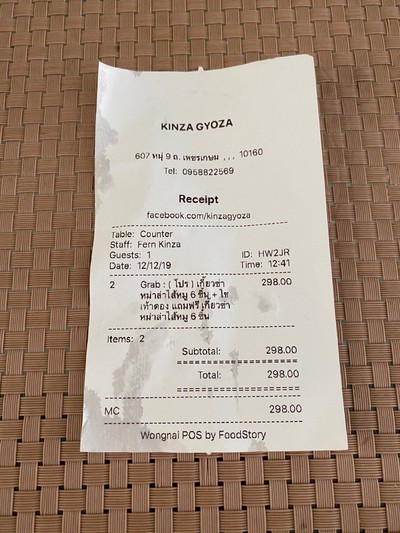 KINZA GYOZA
607 หมู่ 9 ถ. เพชรเกษม , , , 10160
Tel: 0958822569
Receipt
facebook.com/kinzagyoza
Table: Counter
Staff: Fern Kinza
Guests: 1 ID: HW2JR
Date: 12/12/19 Time: 12:41
2 Grab : ( โปร ) เกี๊ยวซ่า 298.00
หม่าล่าไส้หมู 6 ชิ้น + ไข่
เต้าดอง แถมฟรี เกี๊ยวซ่า
หม่าล่าไส้หมู 6 ชิ้น
Items: 2
Subtotal: 298.00
Total: 298.00
MC 298.00
Wongnai POS by FoodStory